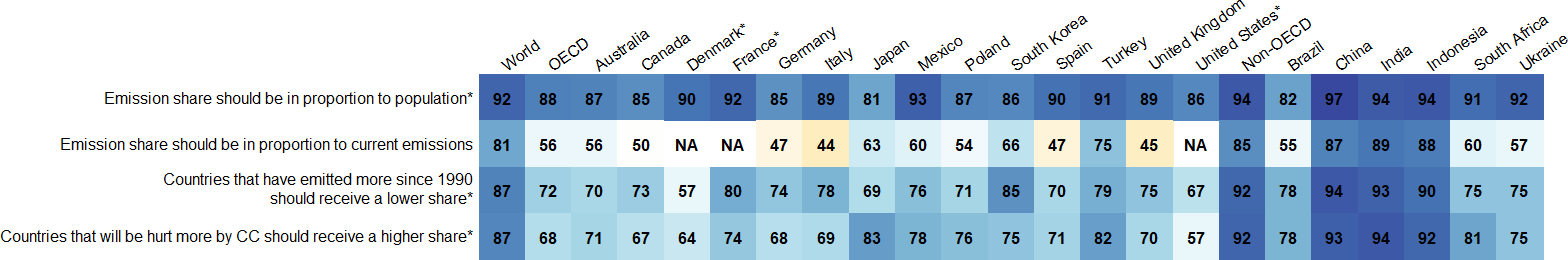 World OECD Australia Canada Denmark* France* Germany Italy Japan Mexico Poland South Korea Spain Turkey United Kingdom United States* Non-OECD Brazil China India Indonesia South Africa Ukraine
Emission share should be in proportion to population* 92 88 87 85 90 92 85 89 81 93 87 86 90 91 89 86 94 82 97 94 94 91 92
Emission share should be in proportion to current emissions 81 56 56 50 NA NA 47 44 63 60 54 66 47 75 45 NA 85 55 87 89 88 60 57
Countries that have emitted more since 1990
should receive a lower share* 87 72 70 73 57 80 74 78 69 76 71 85 70 79 75 67 92 78 94 93 90 75 75
Countries that will be hurt more by CC should receive a higher share* 87 68 71 67 64 74 68 69 83 78 76 75 71 82 70 57 92 78 93 94 92 81 75